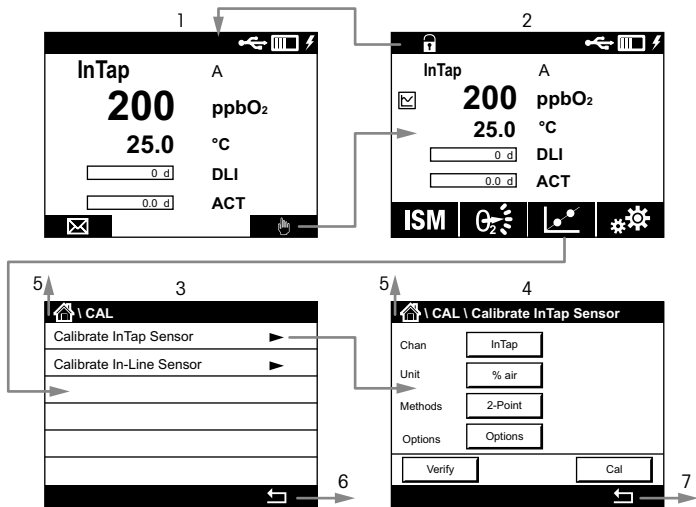 1
InTap A
200 ppbO2
25.0 °C
0 d DLI
0.0 d ACT
2
InTap A
200 ppbO2
25.0 °C
0 d DLI
0.0 d ACT
ISM O2
5
3
\ CAL
Calibrate InTap Sensor
Calibrate In-Line Sensor
6
5
4
\ CAL \ Calibrate InTap Sensor
Chan InTap
Unit % air
Methods 2-Point
Options Options
Verify Cal
7